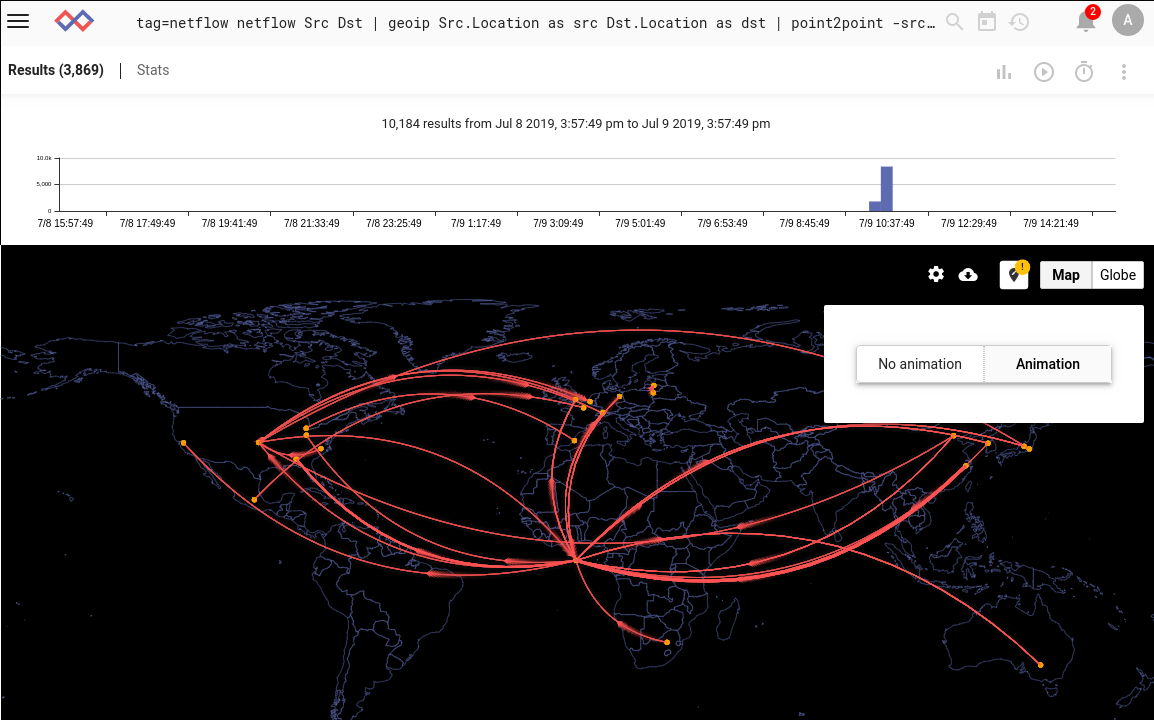 tag=netflow netflow Src Dst | geoip Src.Location as src Dst.Location as dst | point2point -src…
2
A
Results (3,869) | Stats
10,184 results from Jul 8 2019, 3:57:49 pm to Jul 9 2019, 3:57:49 pm
10.0k
5,000
0
7/8 15:57:49 7/8 17:49:49 7/8 19:41:49 7/8 21:33:49 7/8 23:25:49 7/9 1:17:49 7/9 3:09:49 7/9 5:01:49 7/9 6:53:49 7/9 8:45:49 7/9 10:37:49 7/9 12:29:49 7/9 14:21:49
!
Map Globe
No animation Animation